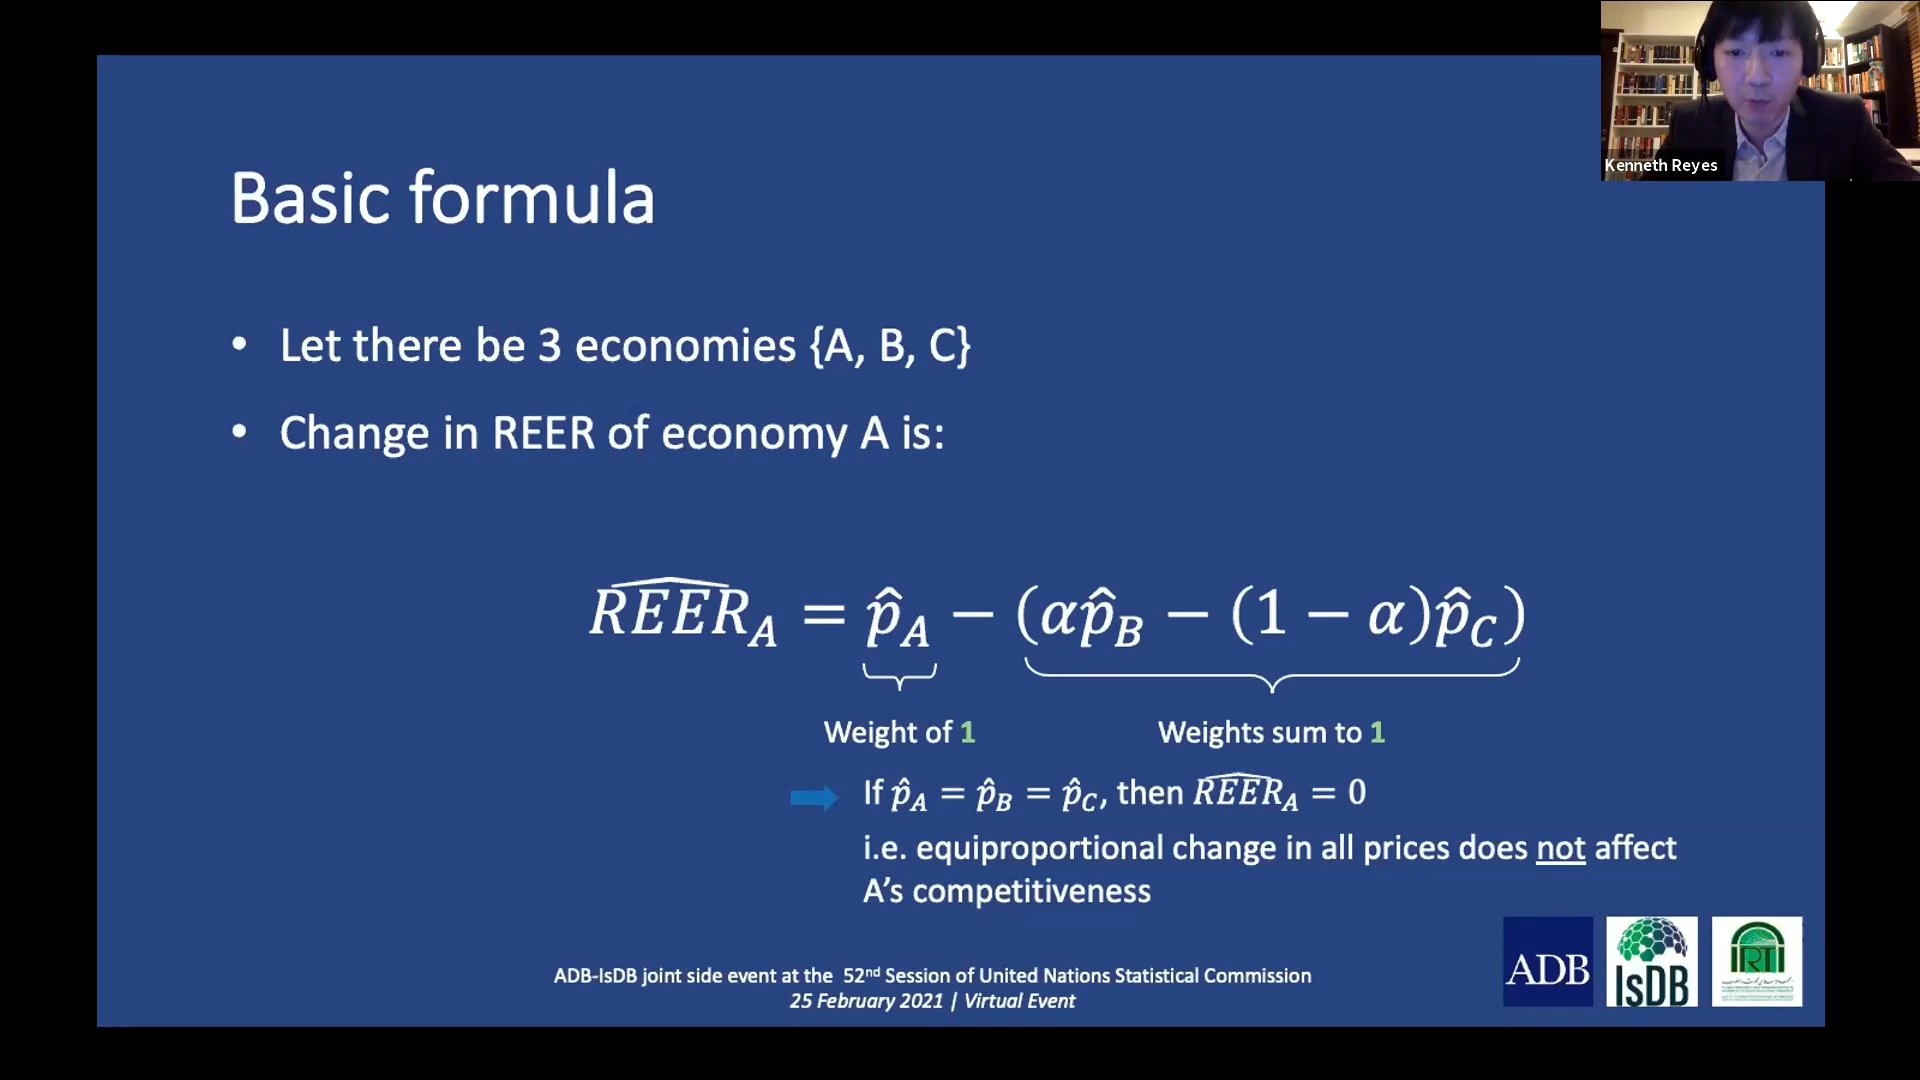 Kenneth Reyes
Basic formula
• Let there be 3 economies {A, B, C}
• Change in REER of economy A is:
\widehat{REER}_A = p̂_A − (αp̂_B − (1 − α)p̂_C)
Weight of 1
Weights sum to 1
If p̂_A = p̂_B = p̂_C, then \widehat{REER}_A = 0
i.e. equiproportional change in all prices does not affect
A’s competitiveness
ADB-IsDB joint side event at the 52nd Session of United Nations Statistical Commission
25 February 2021 | Virtual Event
ADB
IsDB
IRTI